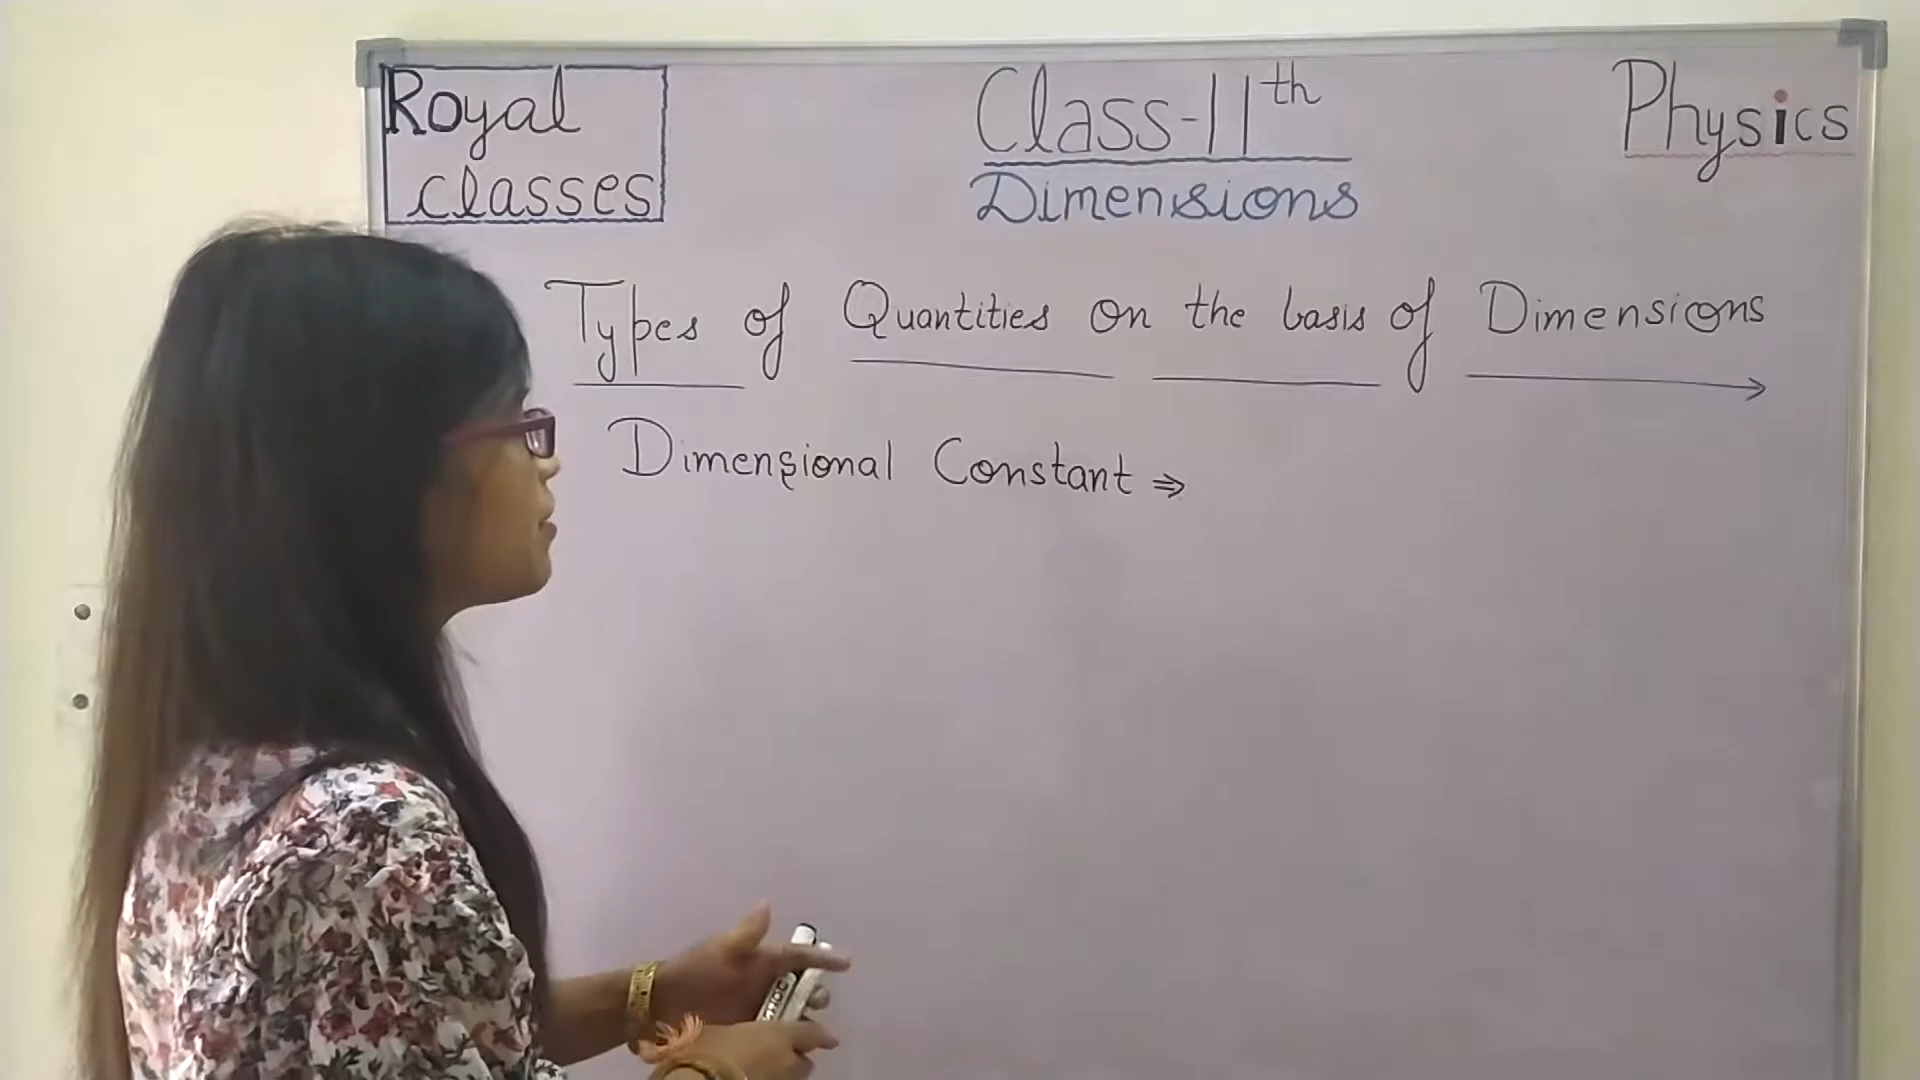 Royal
classes
Class-11th
Dimensions
Physics
Types of Quantities on the basis of Dimensions
Dimensional Constant ⇒